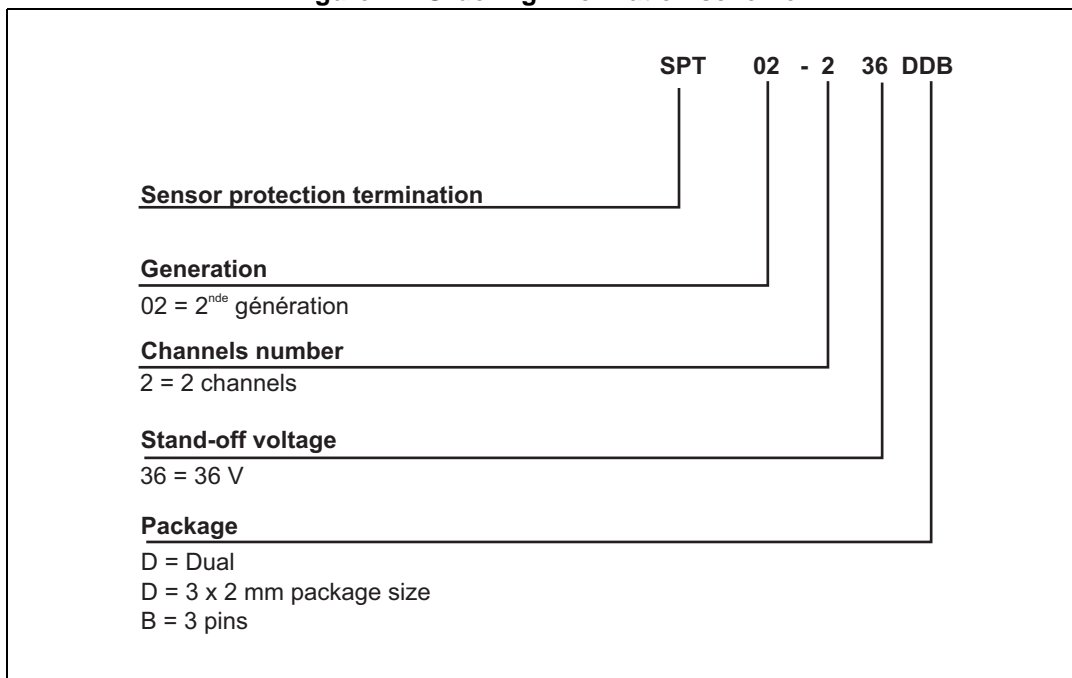 SPT 02 - 2 36 DDB
Sensor protection termination
Generation
02 = 2nde génération
Channels number
2 = 2 channels
Stand-off voltage
36 = 36 V
Package
D = Dual
D = 3 x 2 mm package size
B = 3 pins